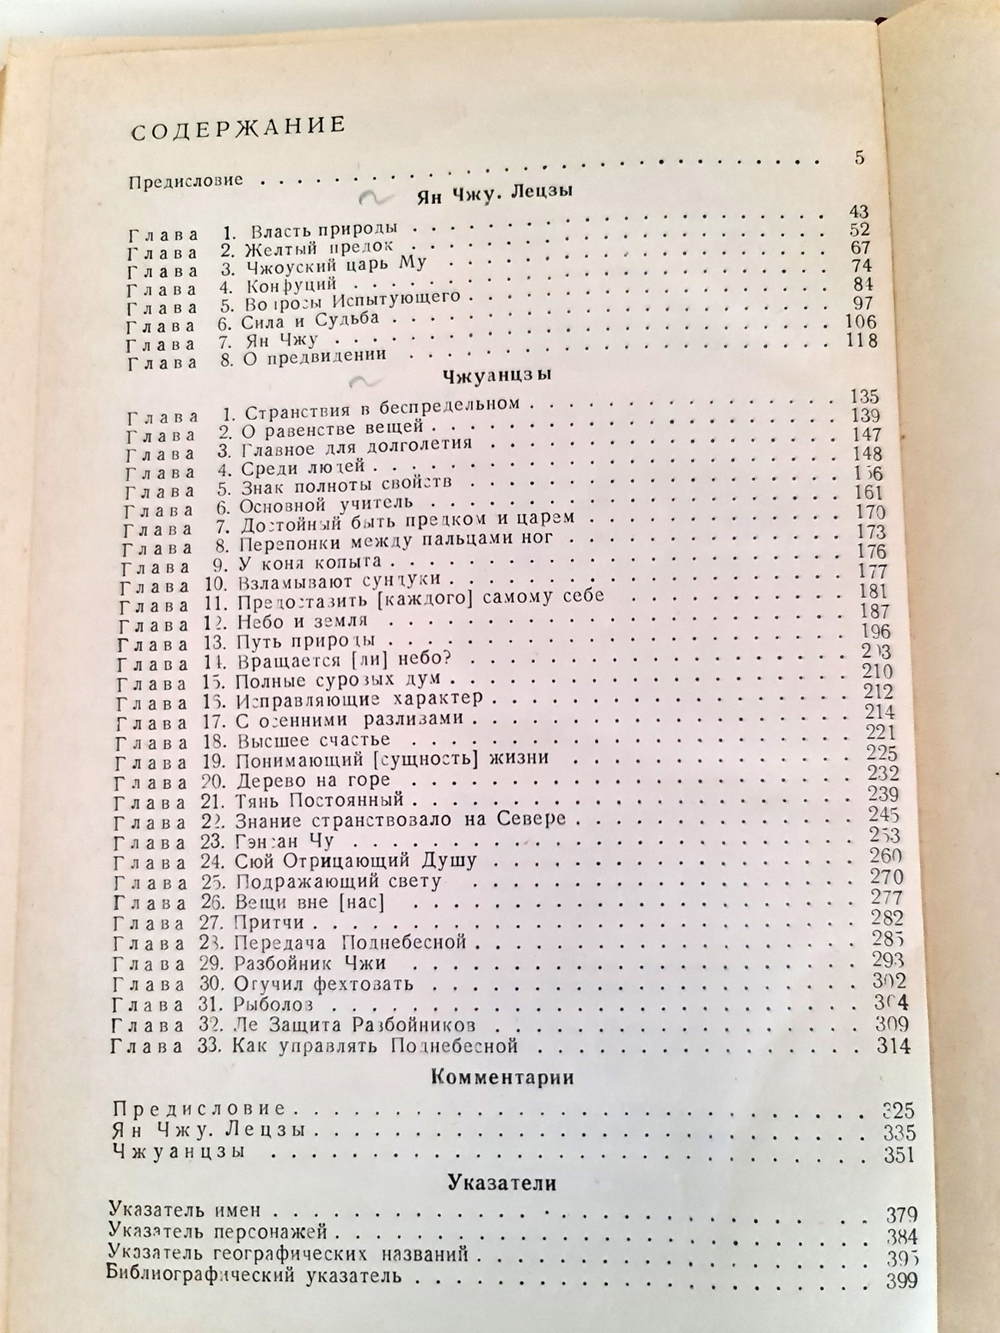 СОДЕРЖАНИЕ
Предисловие . . . . . . . . . . 5
Ян Чжу. Лецзы
Глава 1. Власть природы . . . . . . . . . . 43
Глава 2. Желтый предок . . . . . . . . . . 52
Глава 3. Чжоуский царь Му . . . . . . . . . . 67
Глава 4. Конфуций . . . . . . . . . . 74
Глава 5. Вопросы Испытующего . . . . . . . . . . 84
Глава 6. Сила и Судьба . . . . . . . . . . 97
Глава 7. Ян Чжу . . . . . . . . . . 106
Глава 8. О предвидении . . . . . . . . . . 118
Чжуанцзы
Глава 1. Странствия в беспредельном . . . . . . . . . . 135
Глава 2. О равенстве вещей . . . . . . . . . . 139
Глава 3. Главное для долголетия . . . . . . . . . . 147
Глава 4. Среди людей . . . . . . . . . . 148
Глава 5. Знак полноты свойств . . . . . . . . . . 156
Глава 6. Основной учитель . . . . . . . . . . 161
Глава 7. Достойный быть предком и царем . . . . . . . . . . 170
Глава 8. Перепонки между пальцами ног . . . . . . . . . . 173
Глава 9. У коня копыта . . . . . . . . . . 176
Глава 10. Взламывают сундуки . . . . . . . . . . 177
Глава 11. Предоставить [каждого] самому себе . . . . . . . . . . 181
Глава 12. Небо и земля . . . . . . . . . . 187
Глава 13. Путь природы . . . . . . . . . . 196
Глава 14. Вращается [ли] небо? . . . . . . . . . . 203
Глава 15. Полные суровых дум . . . . . . . . . . 210
Глава 16. Исправляющие характер . . . . . . . . . . 212
Глава 17. С осенними разливами . . . . . . . . . . 214
Глава 18. Высшее счастье . . . . . . . . . . 221
Глава 19. Понимающий [сущность] жизни . . . . . . . . . . 225
Глава 20. Дерево на горе . . . . . . . . . . 232
Глава 21. Тянь Постоянный . . . . . . . . . . 239
Глава 22. Знание странствовало на Севере . . . . . . . . . . 245
Глава 23. Гэнсан Чу . . . . . . . . . . 253
Глава 24. Сюй Отрицающий Душу . . . . . . . . . . 260
Глава 25. Подражающий свету . . . . . . . . . . 270
Глава 26. Вещи вне [нас] . . . . . . . . . . 277
Глава 27. Притчи . . . . . . . . . . 282
Глава 28. Передача Поднебесной . . . . . . . . . . 285
Глава 29. Разбойник Чжи . . . . . . . . . . 293
Глава 30. Отучил фехтовать . . . . . . . . . . 302
Глава 31. Рыболов . . . . . . . . . . 304
Глава 32. Ле Защита Разбойников . . . . . . . . . . 309
Глава 33. Как управлять Поднебесной . . . . . . . . . . 314
Комментарии
Предисловие . . . . . . . . . . 325
Ян Чжу. Лецзы . . . . . . . . . . 335
Чжуанцзы . . . . . . . . . . 351
Указатели
Указатель имен . . . . . . . . . . 379
Указатель персонажей . . . . . . . . . . 384
Указатель географических названий . . . . . . . . . . 395
Библиографический указатель . . . . . . . . . . 399